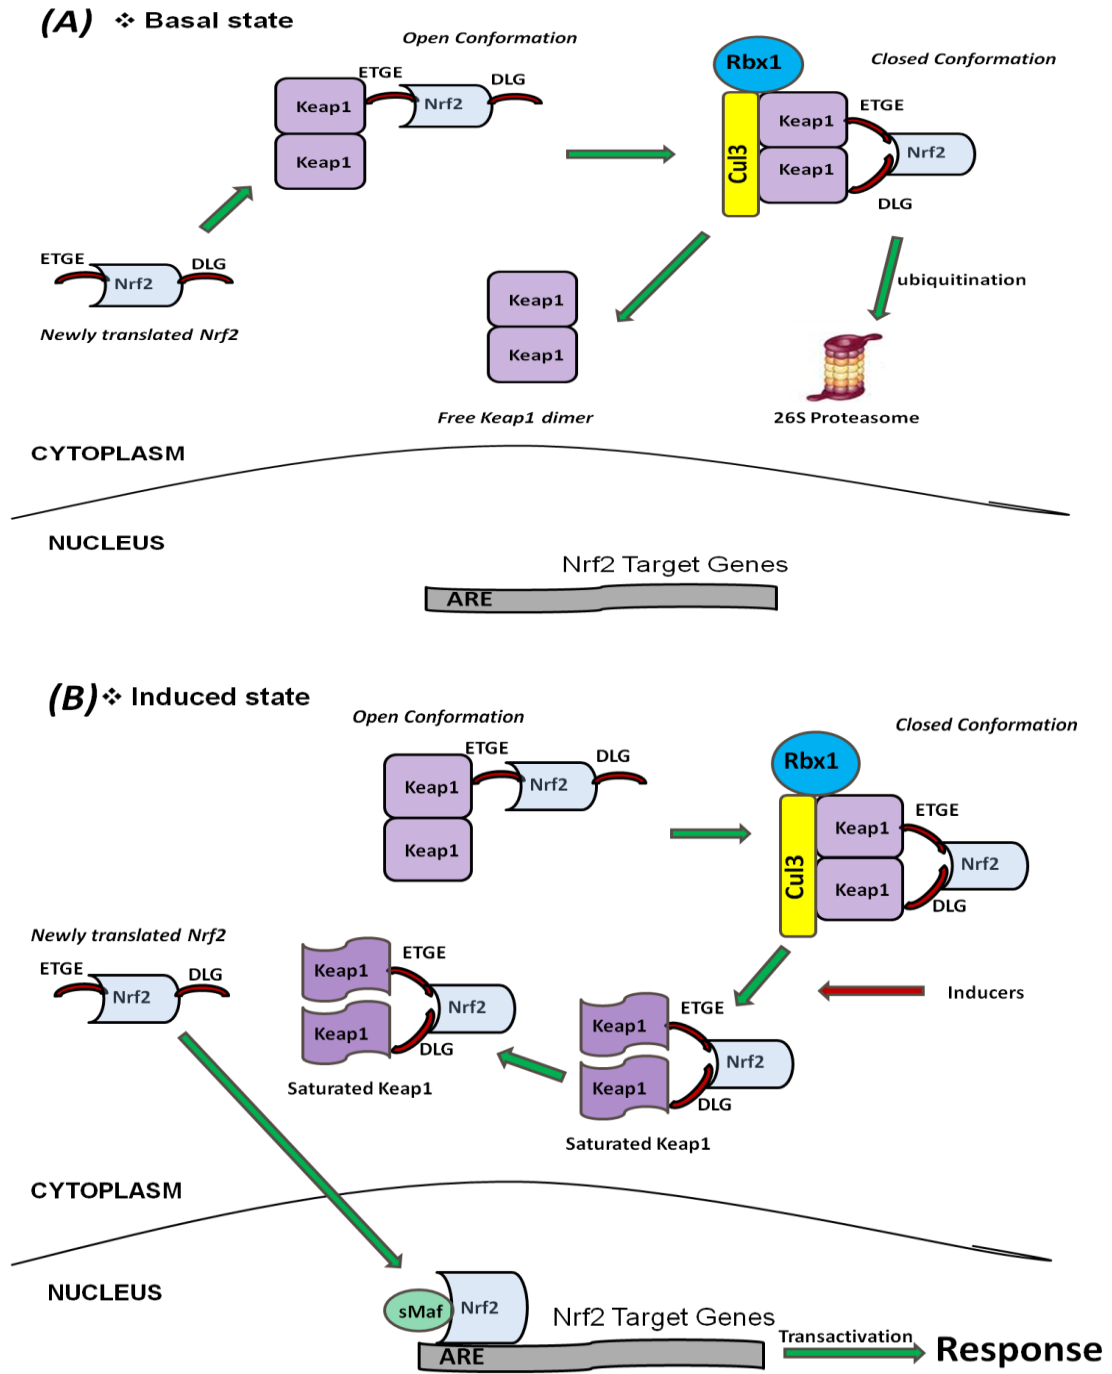 (A) ❖ Basal state
Open Conformation
Closed Conformation
Rbx1
ETGE
DLG
Keap1
Nrf2
Keap1
Cul3
Keap1
ETGE
Keap1
Nrf2
DLG
ETGE
DLG
Nrf2
Newly translated Nrf2
Keap1
Keap1
Free Keap1 dimer
ubiquitination
26S Proteasome
CYTOPLASM
NUCLEUS
Nrf2 Target Genes
ARE
(B) ❖ Induced state
Open Conformation
Closed Conformation
ETGE
DLG
Keap1
Nrf2
Keap1
Rbx1
Cul3
Keap1
ETGE
Keap1
Nrf2
DLG
Newly translated Nrf2
ETGE
DLG
Nrf2
Keap1
ETGE
Nrf2
Keap1
DLG
Saturated Keap1
Inducers
Keap1
ETGE
Nrf2
Keap1
DLG
Saturated Keap1
CYTOPLASM
NUCLEUS
sMaf
Nrf2
Nrf2 Target Genes
ARE
Transactivation
Response